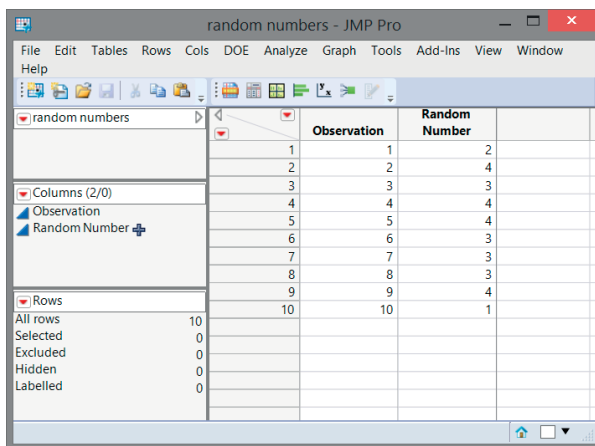 random numbers - JMP Pro
File Edit Tables Rows Cols DOE Analyze Graph Tools Add-Ins View Window
Help
random numbers
Columns (2/0)
Observation
Random Number
Rows
All rows 10
Selected 0
Excluded 0
Hidden 0
Labelled 0
Observation Random Number
1 1 2
2 2 4
3 3 3
4 4 4
5 5 4
6 6 3
7 7 3
8 8 3
9 9 4
10 10 1